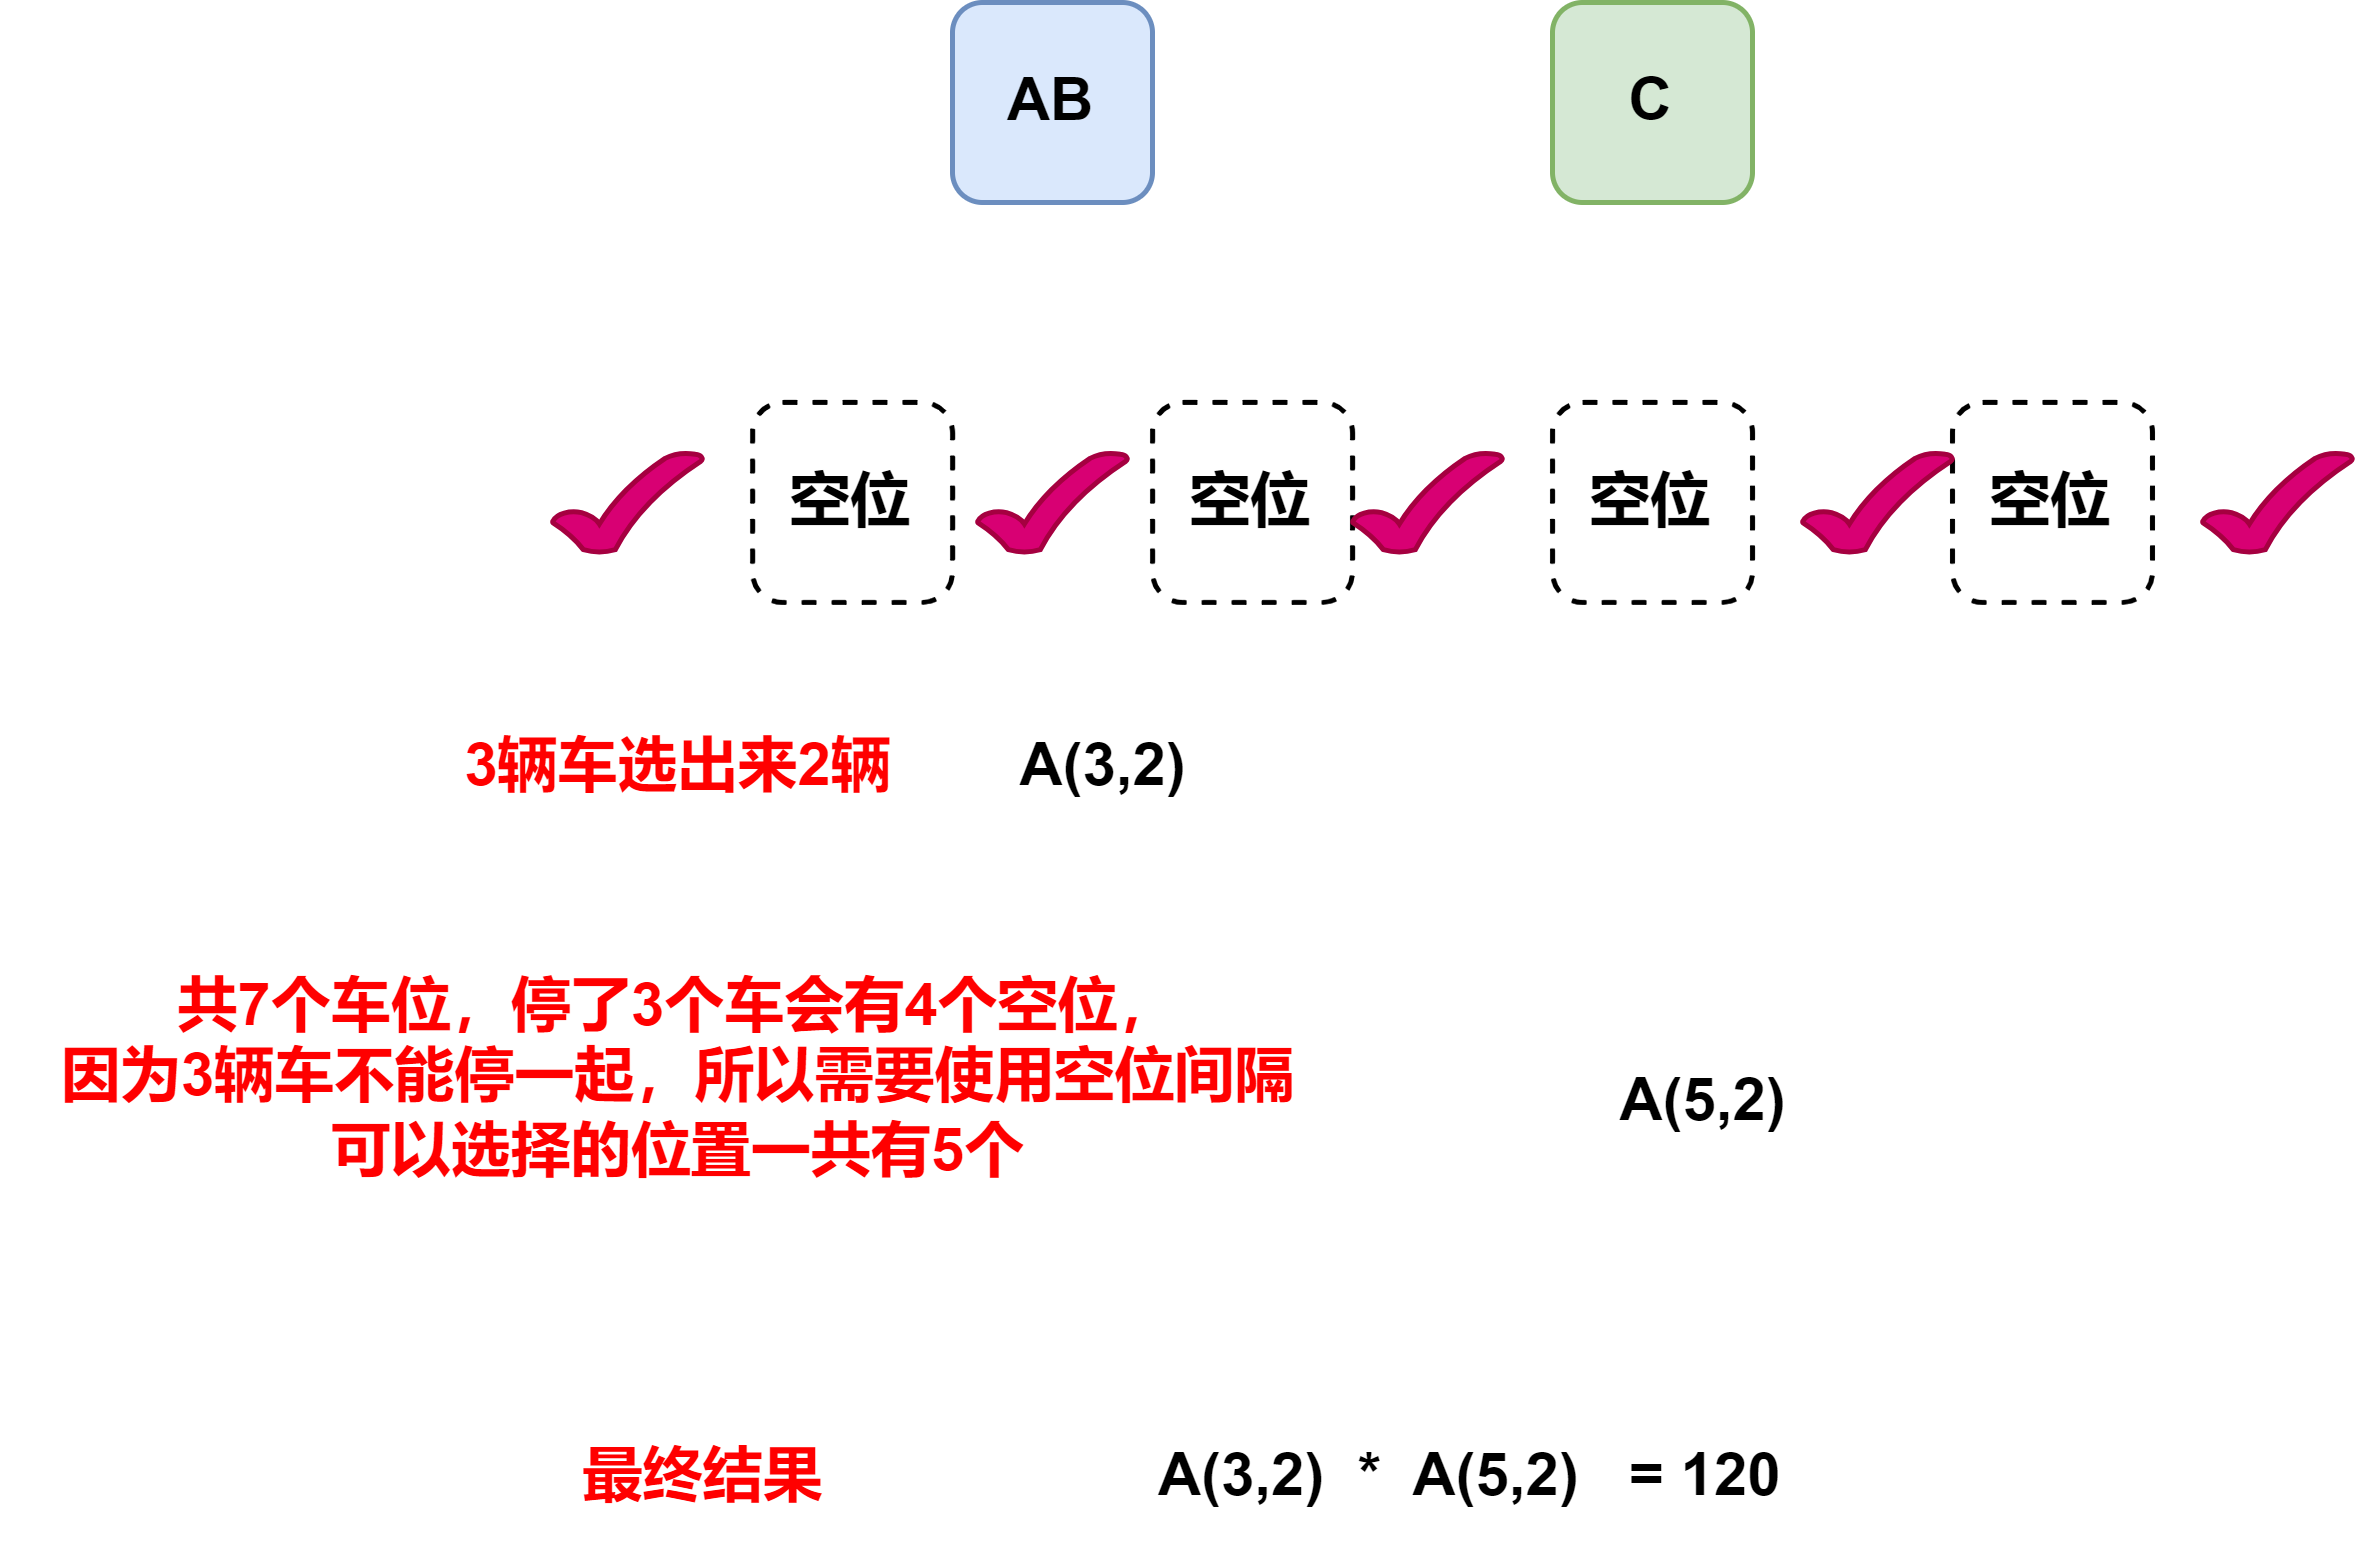 AB
C
空位
空位
空位
空位
3辆车选出来2辆
A(3,2)
共7个车位，停了3个车会有4个空位，
因为3辆车不能停一起，所以需要使用空位间隔
可以选择的位置一共有5个
A(5,2)
最终结果
A(3,2) * A(5,2) = 120